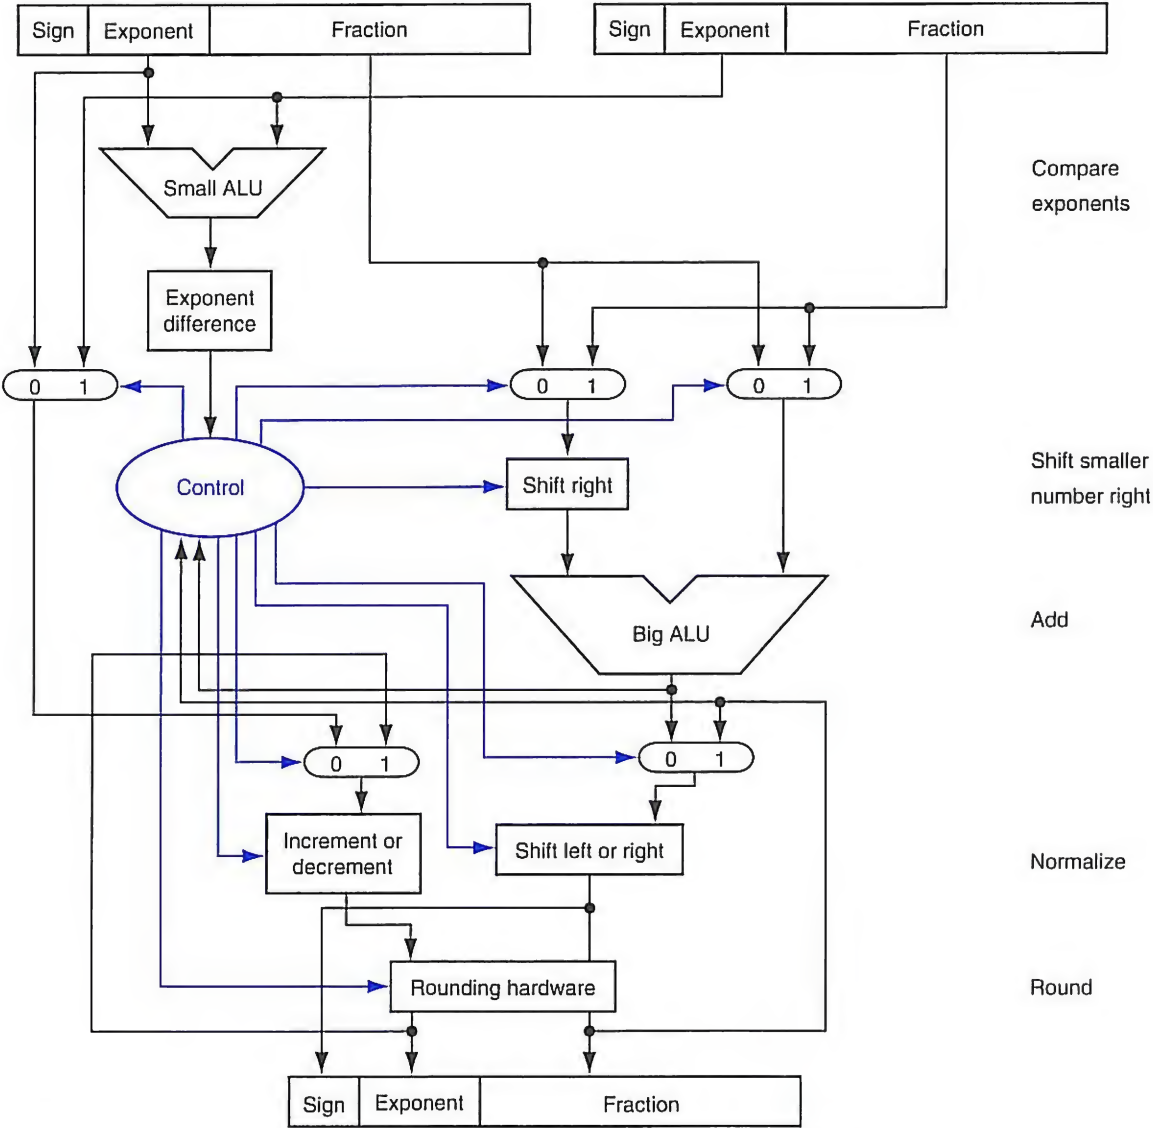 Sign Exponent Fraction Sign Exponent Fraction
Small ALU
Compare
exponents
Exponent
difference
0 1
0 1
0 1
Control
Shift right
Shift smaller
number right
Big ALU
Add
0 1
0 1
Increment or
decrement
Shift left or right
Normalize
Rounding hardware
Round
Sign Exponent Fraction